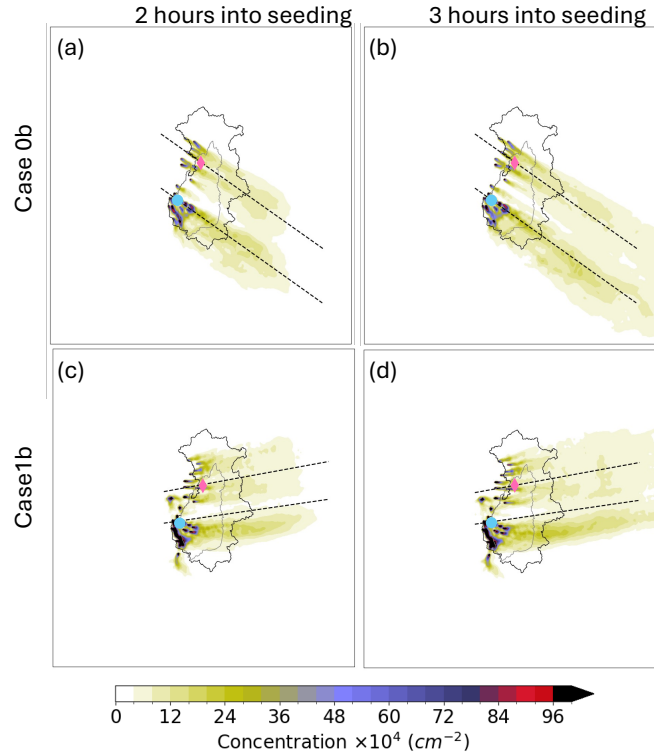 2 hours into seeding
3 hours into seeding
Case 0b
(a)
(b)
Case1b
(c)
(d)
0 12 24 36 48 60 72 84 96
Concentration ×10⁴ (cm⁻²)